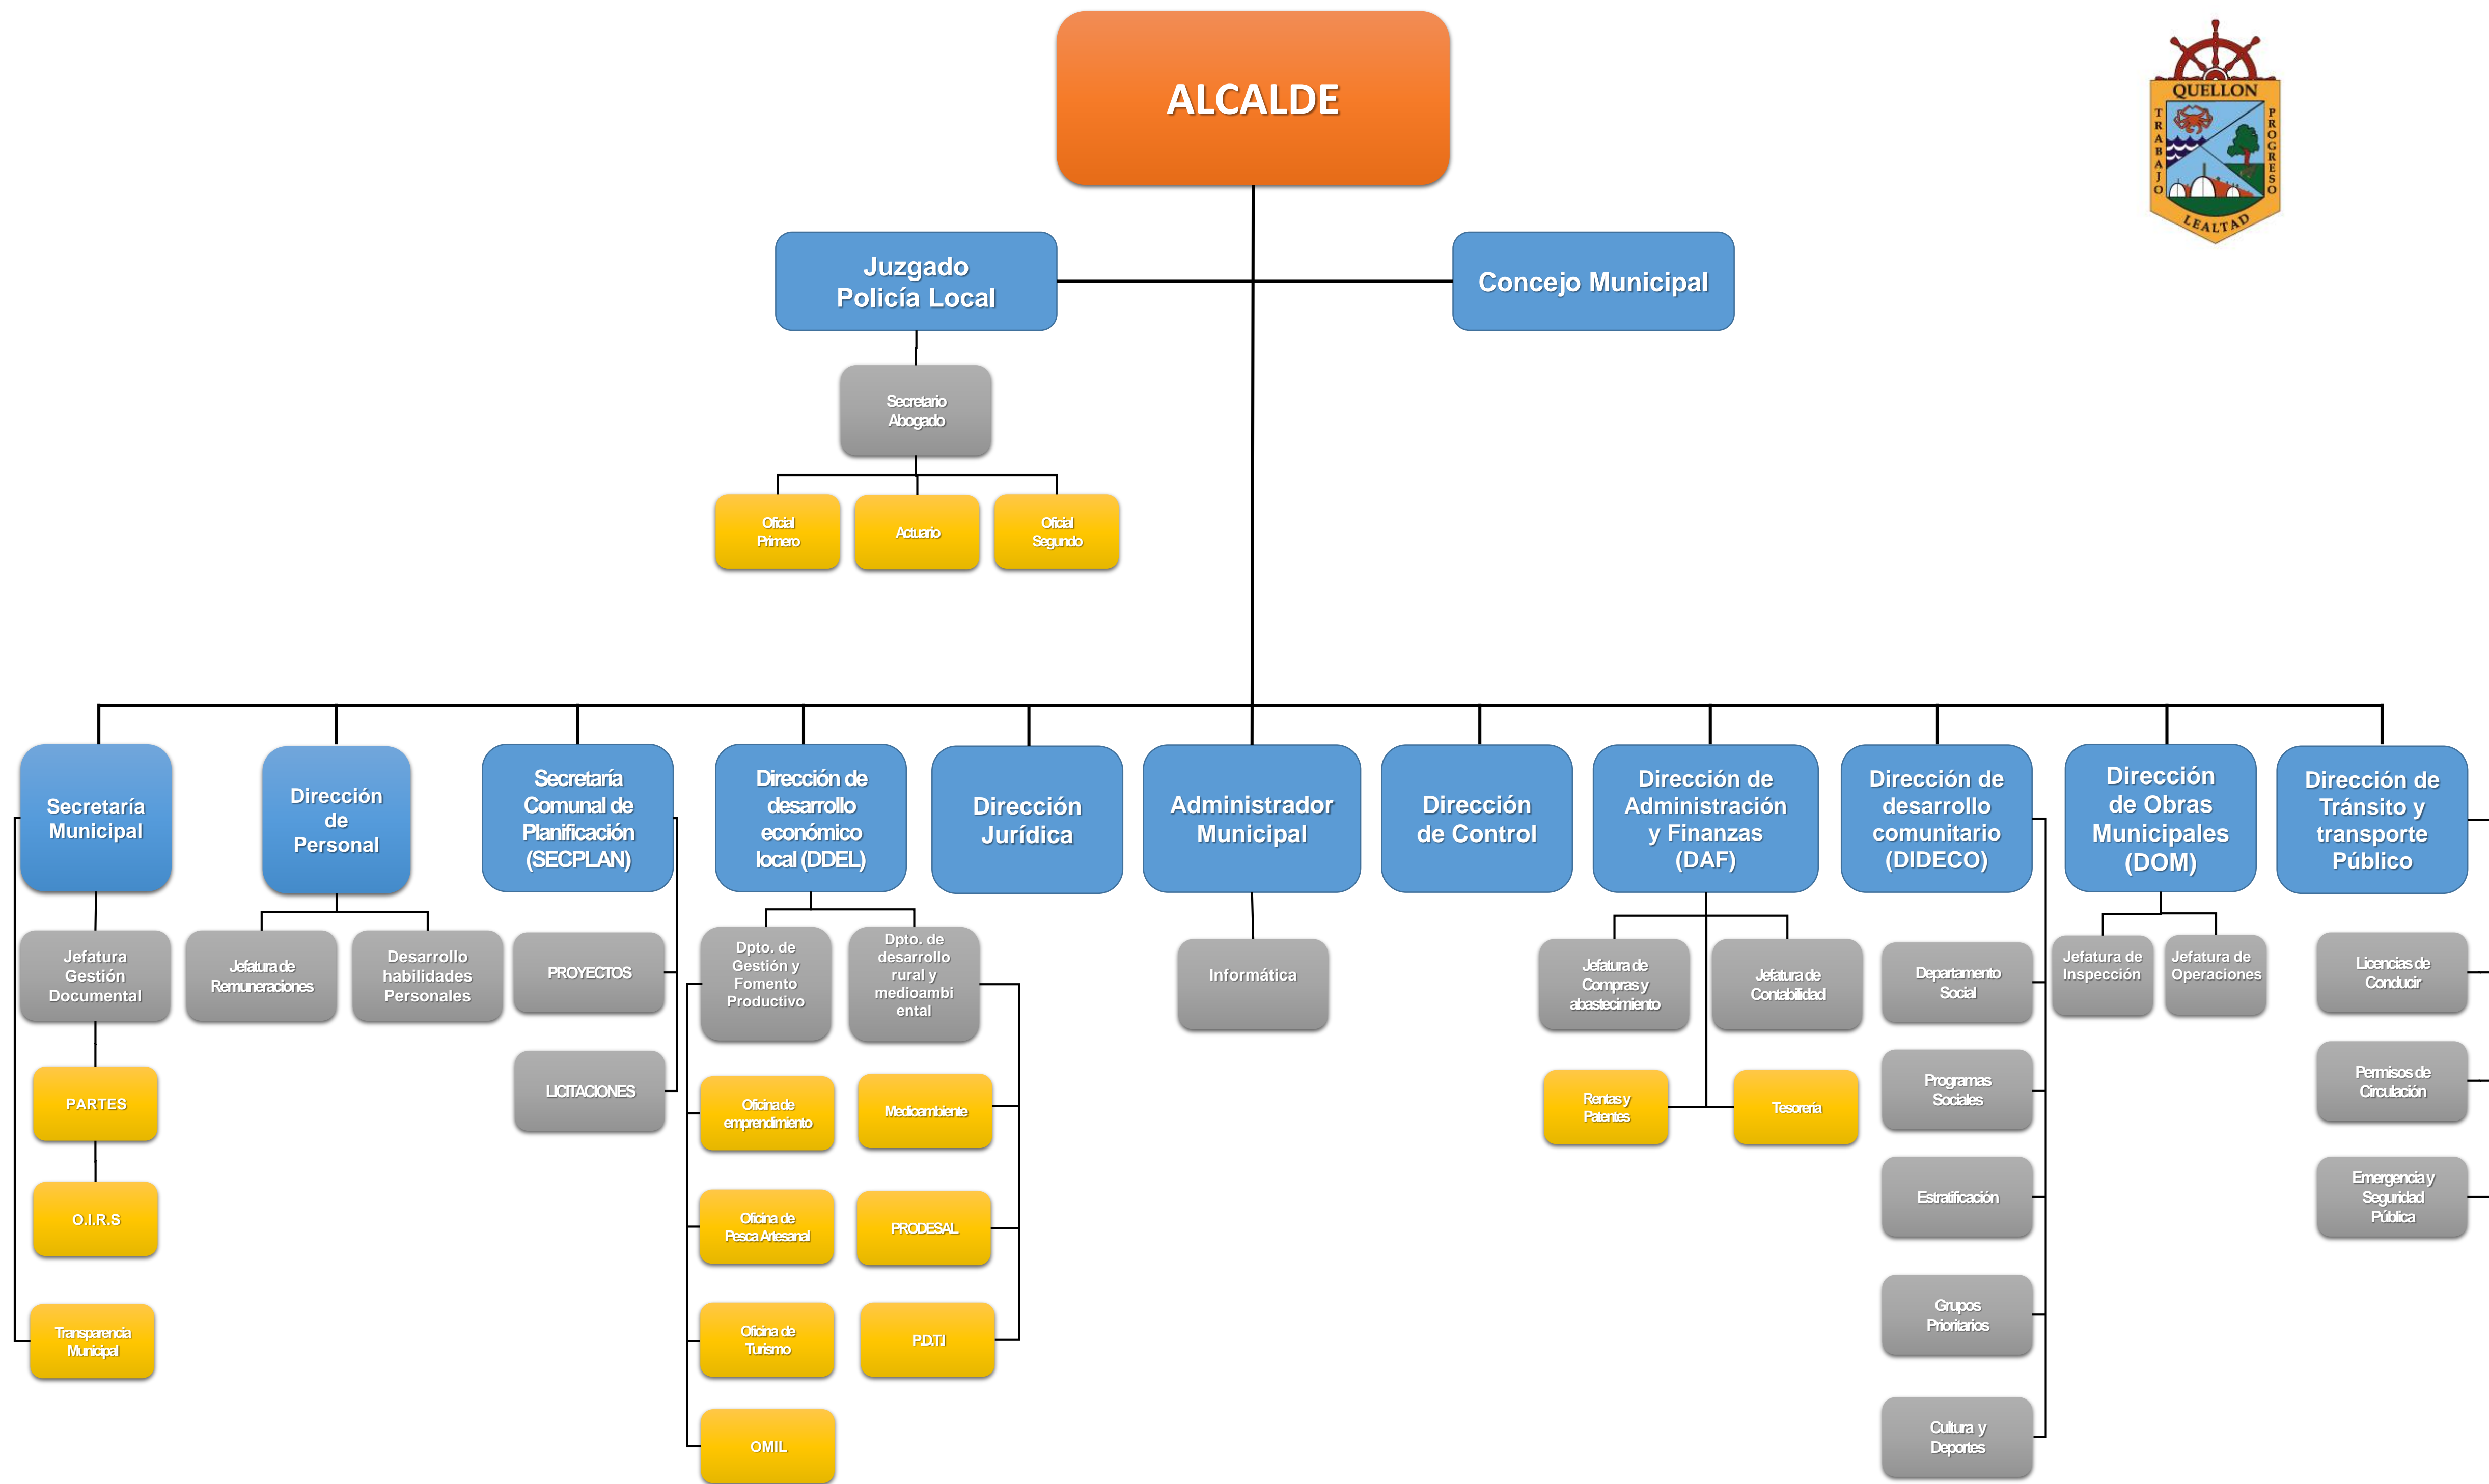 ALCALDE
QUELLON
TRABAJO
PROGRESO
LEALTAD
Juzgado
Policía Local
Concejo Municipal
Secretario
Abogado
Oficial
Primero
Actuario
Oficial
Segundo
Secretaría
Municipal
Dirección
de
Personal
Secretaría
Comunal de
Planificación
(SECPLAN)
Dirección de
desarrollo
económico
local (DDEL)
Dirección
Jurídica
Administrador
Municipal
Dirección
de Control
Dirección de
Administración
y Finanzas
(DAF)
Dirección de
desarrollo
comunitario
(DIDECO)
Dirección
de Obras
Municipales
(DOM)
Dirección de
Tránsito y
transporte
Público
Jefatura
Gestión
Documental
Jefatura de
Remuneraciones
Desarrollo
habilidades
Personales
PROYECTOS
Dpto. de
Gestión y
Fomento
Productivo
Dpto. de
desarrollo
rural y
medioambi
ental
Informática
Jefatura de
Compras y
abastecimiento
Jefatura de
Contabilidad
Departamento
Social
Jefatura de
Inspección
Jefatura de
Operaciones
Licencias de
Conducir
PARTES
LICITACIONES
Oficina de
emprendimiento
Medioambiente
Rentas y
Patentes
Tesorería
Programas
Sociales
Permisos de
Circulación
O.I.R.S
Oficina de
Pesca Artesanal
PRODESAL
Estratificación
Emergencia y
Seguridad
Pública
Transparencia
Municipal
Oficina de
Turismo
P.D.T.I
Grupos
Prioritarios
OMIL
Cultura y
Deportes